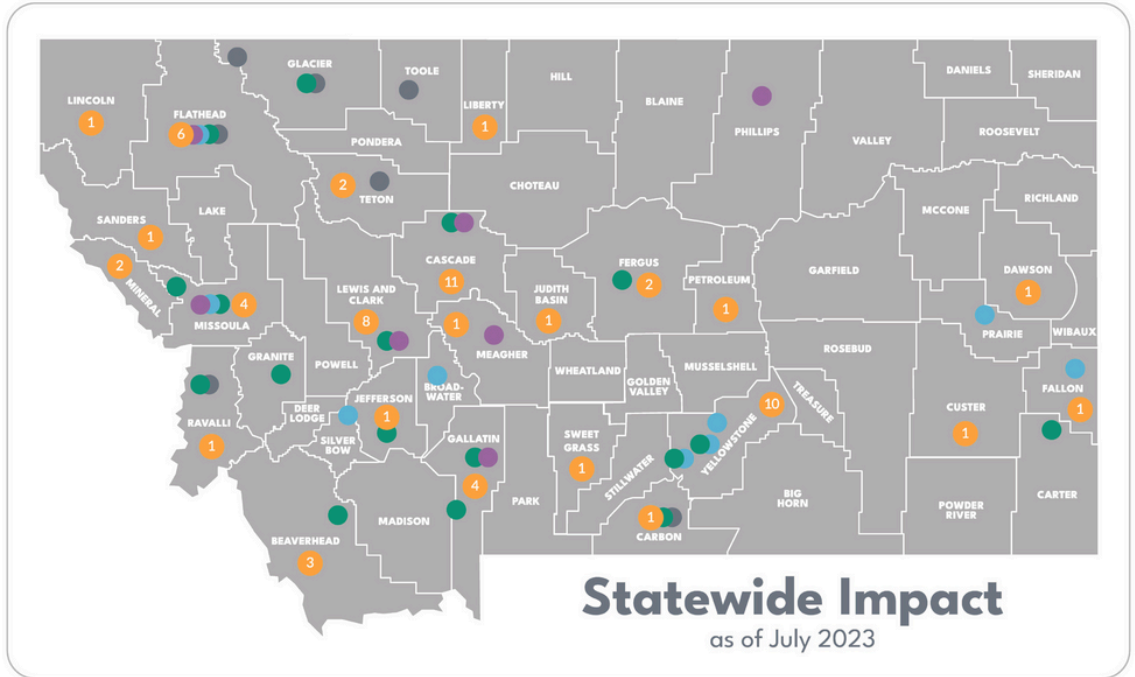 GLACIER
TOOLE
HILL
DANIELS
SHERIDAN
LINCOLN
1
FLATHEAD
6
LIBERTY
1
BLAINE
PHILLIPS
VALLEY
ROOSEVELT
PONDERA
2
TETON
CHOTEAU
RICHLAND
LAKE
MCCONE
SANDERS
1
2
MINERAL
CASCADE
11
FERGUS
2
PETROLEUM
1
GARFIELD
DAWSON
1
4
MISSOULA
LEWIS AND
CLARK
8
1
MEAGHER
JUDITH
BASIN
1
PRAIRIE
WIBAUX
GRANITE
POWELL
WHEATLAND
GOLDEN
VALLEY
MUSSELSHELL
ROSEBUD
TREASURE
BROAD-
WATER
FALLON
1
RAVALLI
1
DEER
LODGE
JEFFERSON
1
SILVER
BOW
GALLATIN
4
SWEET
GRASS
1
STILLWATER
10
YELLOWSTONE
CUSTER
1
BEAVERHEAD
3
MADISON
PARK
1
CARBON
BIG
HORN
POWDER
RIVER
CARTER
Statewide Impact
as of July 2023